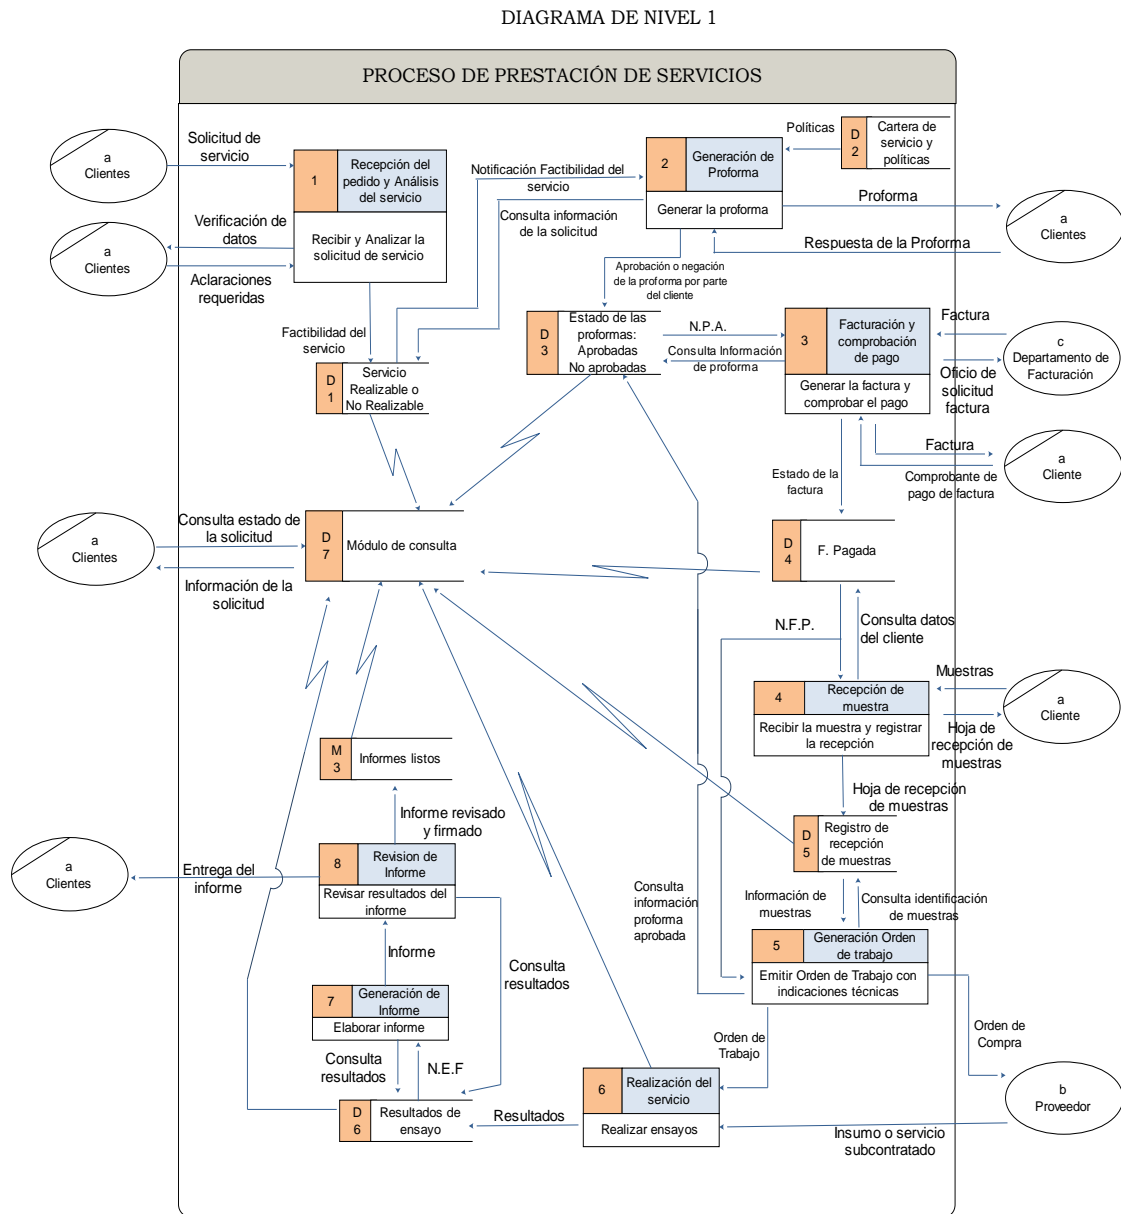 DIAGRAMA DE NIVEL 1
PROCESO DE PRESTACIÓN DE SERVICIOS
a
Clientes
Solicitud de
servicio
1
Recepción del
pedido y Análisis
del servicio
Recibir y Analizar la
solicitud de servicio
a
Clientes
Verificación de
datos
Aclaraciones
requeridas
Notificación Factibilidad del
servicio
Consulta información
de la solicitud
2
Generación de
Proforma
Generar la proforma
Políticas
D
2
Cartera de
servicio y
políticas
Proforma
Respuesta de la Proforma
a
Clientes
Aprobación o negación
de la proforma por parte
del cliente
Factibilidad del
servicio
D
1
Servicio
Realizable o
No Realizable
D
3
Estado de las
proformas:
Aprobadas
No aprobadas
N.P.A.
Consulta Información
de proforma
3
Facturación y
comprobación
de pago
Generar la factura y
comprobar el pago
Factura
Oficio de
solicitud
factura
c
Departamento de
Facturación
Factura
Comprobante de
pago de factura
a
Cliente
Estado de la
factura
a
Clientes
Consulta estado de
la solicitud
Información de la
solicitud
D
7
Módulo de consulta
D
4
F. Pagada
N.F.P.
Consulta datos
del cliente
4
Recepción de
muestra
Recibir la muestra y registrar
la recepción
Muestras
Hoja de
recepción de
muestras
a
Cliente
M
3
Informes listos
Hoja de recepción
de muestras
Informe revisado
y firmado
D
5
Registro de
recepción
de muestras
a
Clientes
Entrega del
informe
8
Revision de
Informe
Revisar resultados del
informe
Consulta
información
proforma
aprobada
Información de
muestras
Consulta identificación
de muestras
Informe
Consulta
resultados
5
Generación Orden
de trabajo
Emitir Orden de Trabajo con
indicaciones técnicas
7
Generación de
Informe
Elaborar informe
Orden de
Trabajo
Orden de
Compra
Consulta
resultados
N.E.F
6
Realización del
servicio
Realizar ensayos
b
Proveedor
D
6
Resultados de
ensayo
Resultados
Insumo o servicio
subcontratado